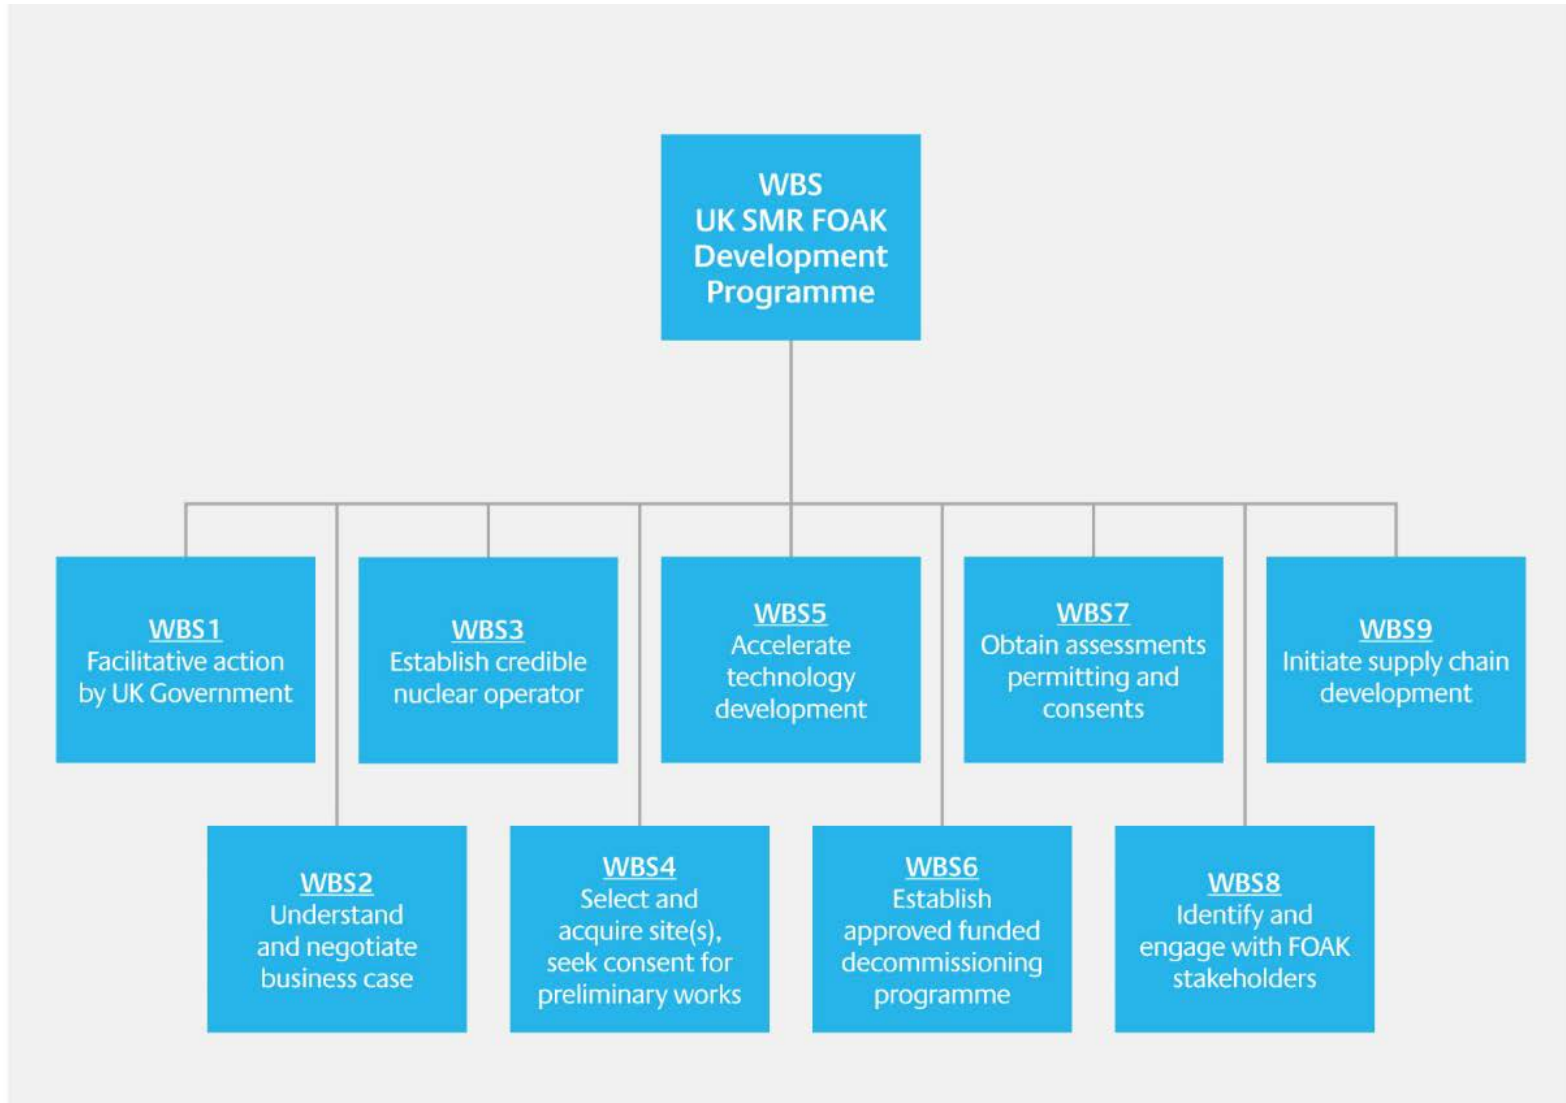 WBS
UK SMR FOAK
Development
Programme
WBS1
Facilitative action
by UK Government
WBS3
Establish credible
nuclear operator
WBS5
Accelerate
technology
development
WBS7
Obtain assessments
permitting and
consents
WBS9
Initiate supply chain
development
WBS2
Understand
and negotiate
business case
WBS4
Select and
acquire site(s),
seek consent for
preliminary works
WBS6
Establish
approved funded
decommissioning
programme
WBS8
Identify and
engage with FOAK
stakeholders